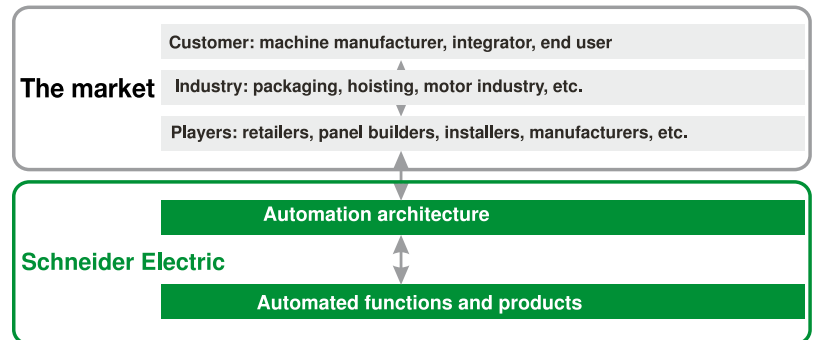 Customer: machine manufacturer, integrator, end user
The market
Industry: packaging, hoisting, motor industry, etc.
Players: retailers, panel builders, installers, manufacturers, etc.
Automation architecture
Schneider Electric
Automated functions and products